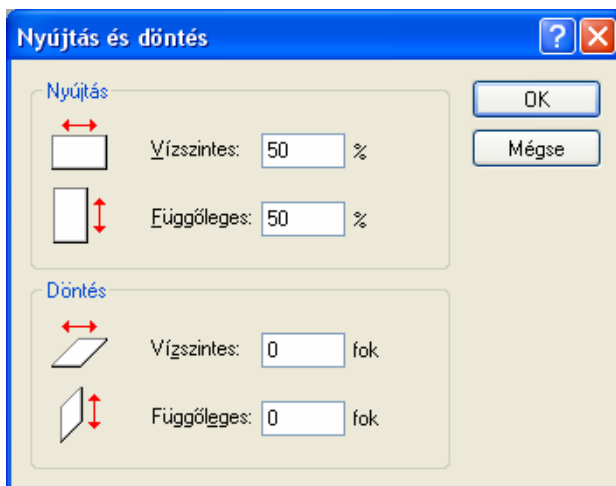 Nyújtás és döntés
Nyújtás
OK
Vízszintes: 50 %
Mégse
Függőleges: 50 %
Döntés
Vízszintes: 0 fok
Függőleges: 0 fok